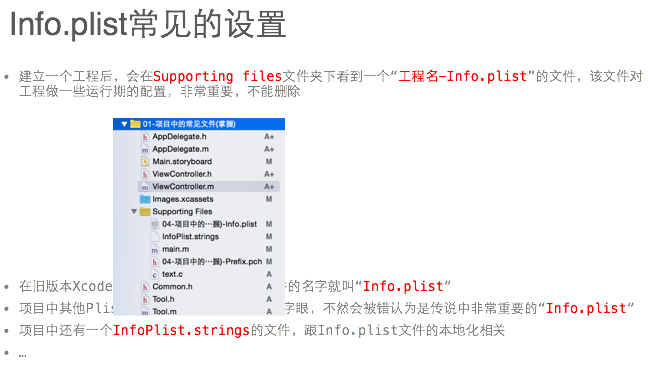 Info.plist常见的设置
• 建立一个工程后，会在Supporting files文件夹下看到一个“工程名-Info.plist”的文件，该文件对
工程做一些运行期的配置，非常重要，不能删除
01-项目中的常见文件(掌握)
AppDelegate.h A+
AppDelegate.m A+
Main.storyboard M
ViewController.h A+
ViewController.m A+
Images.xcassets M
Supporting Files
04-项目中的…握)-Info.plist M
InfoPlist.strings M
main.m M
04-项目中的…握)-Prefix.pch M
text.c A
Common.h A
Tool.h A
Tool.m A
• 在旧版本Xcode 的名字就叫“Info.plist”
• 项目中其他Plis 字眼，不然会被错认为是传说中非常重要的“Info.plist”
• 项目中还有一个InfoPlist.strings的文件，跟Info.plist文件的本地化相关
• …